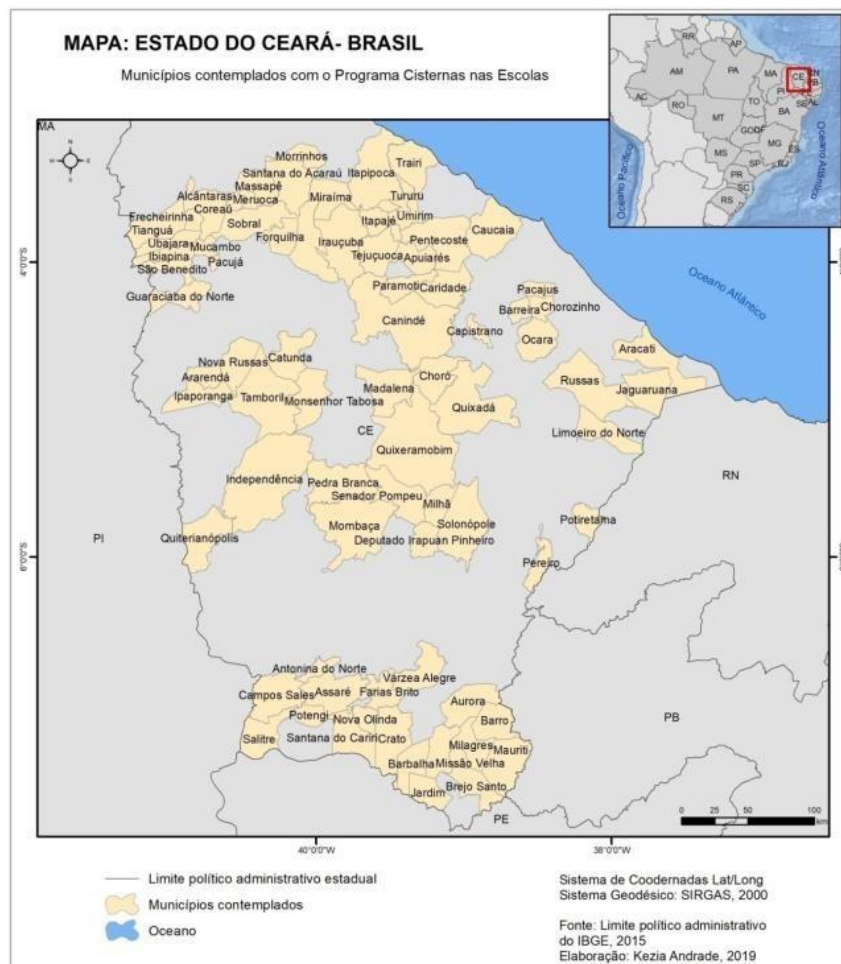 MAPA: ESTADO DO CEARÁ- BRASIL
Municípios contemplados com o Programa Cisternas nas Escolas
RR
AP
AM
PA
MA
CE
RN
PB
PI
AC
RO
TO
SE
AL
BA
MT
GO
DF
MG
ES
MS
SP
RJ
PR
SC
RS
Oceano Pacífico
Oceano Atlântico
MA
Morrinhos
Trairi
Santana do Acaraú
Itapipoca
Massapê
Alcântaras
Meruoca
Miraíma
Tururu
Coreaú
Frecheirinha
Umirim
Itapajé
Tianguá
Sobral
Caucaia
Forquilha
Irauçuba
Pentecoste
Ubajara
Mucambo
Ibiapina
Tejuçuoca
Apuiarés
Pacujá
São Benedito
4°0'0"S
Guaraciaba do Norte
Paramoti
Caridade
Pacajus
Barreira
Chorozinho
Canindé
Capistrano
Ocara
Oceano Atlântico
Aracati
Catunda
Nova Russas
Choró
Ararendá
Russas
Ipaporanga
Tamboril
Monsenhor Tabosa
Madalena
Jaguaruana
Quixadá
CE
Limoeiro do Norte
Quixeramobim
Independência
Pedra Branca
RN
Senador Pompeu
Milhã
Potiretama
Mombaça
Solonópole
Quiterianópolis
PI
Deputado Irapuan Pinheiro
6°0'0"S
Pereiro
Antonina do Norte
Várzea Alegre
Campos Sales
Assaré
Farias Brito
Aurora
Potengi
Nova Olinda
Barro
PB
Salitre
Santana do Cariri
Crato
Milagres
Mauriti
Barbalha
Missão Velha
Brejo Santo
Jardim
PE
0 25 50 100
km
40°0'0"W
38°0'0"W
Limite político administrativo estadual
Municípios contemplados
Oceano
Sistema de Coodernadas Lat/Long
Sistema Geodésico: SIRGAS, 2000
Fonte: Limite político administrativo
do IBGE, 2015
Elaboração: Kezia Andrade, 2019